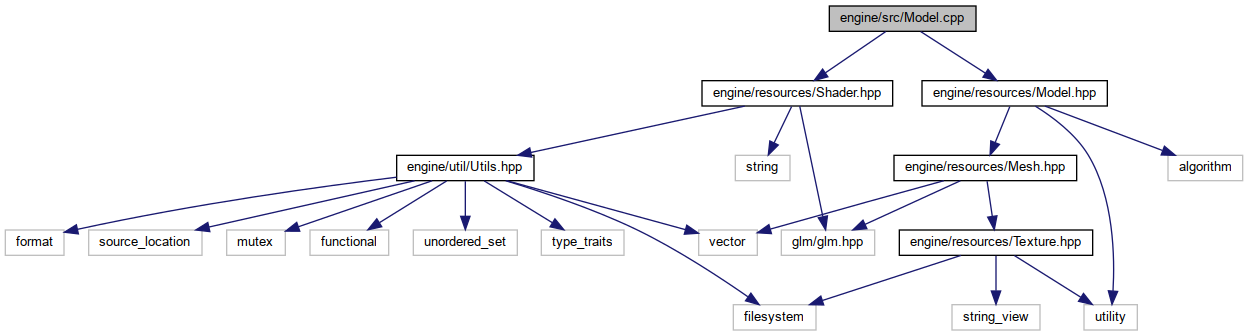 engine/src/Model.cpp
engine/resources/Shader.hpp
engine/resources/Model.hpp
engine/util/Utils.hpp
string
engine/resources/Mesh.hpp
algorithm
format
source_location
mutex
functional
unordered_set
type_traits
vector
glm/glm.hpp
engine/resources/Texture.hpp
filesystem
string_view
utility